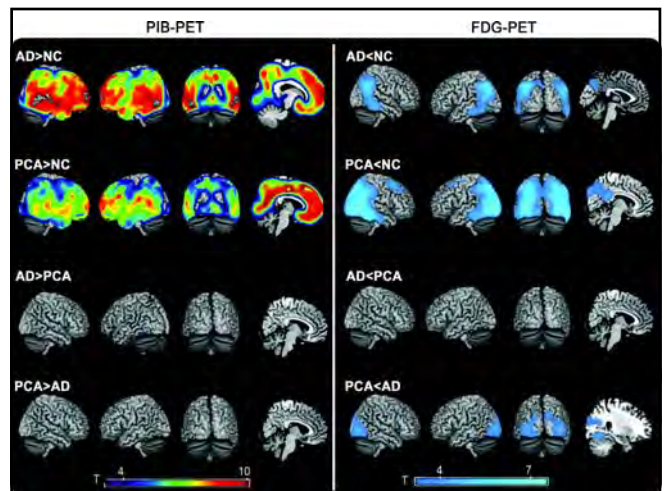 PIB-PET
FDG-PET
AD>NC
AD<NC
PCA>NC
PCA<NC
AD>PCA
AD<PCA
PCA>AD
PCA<AD
T 4 10
T 4 7